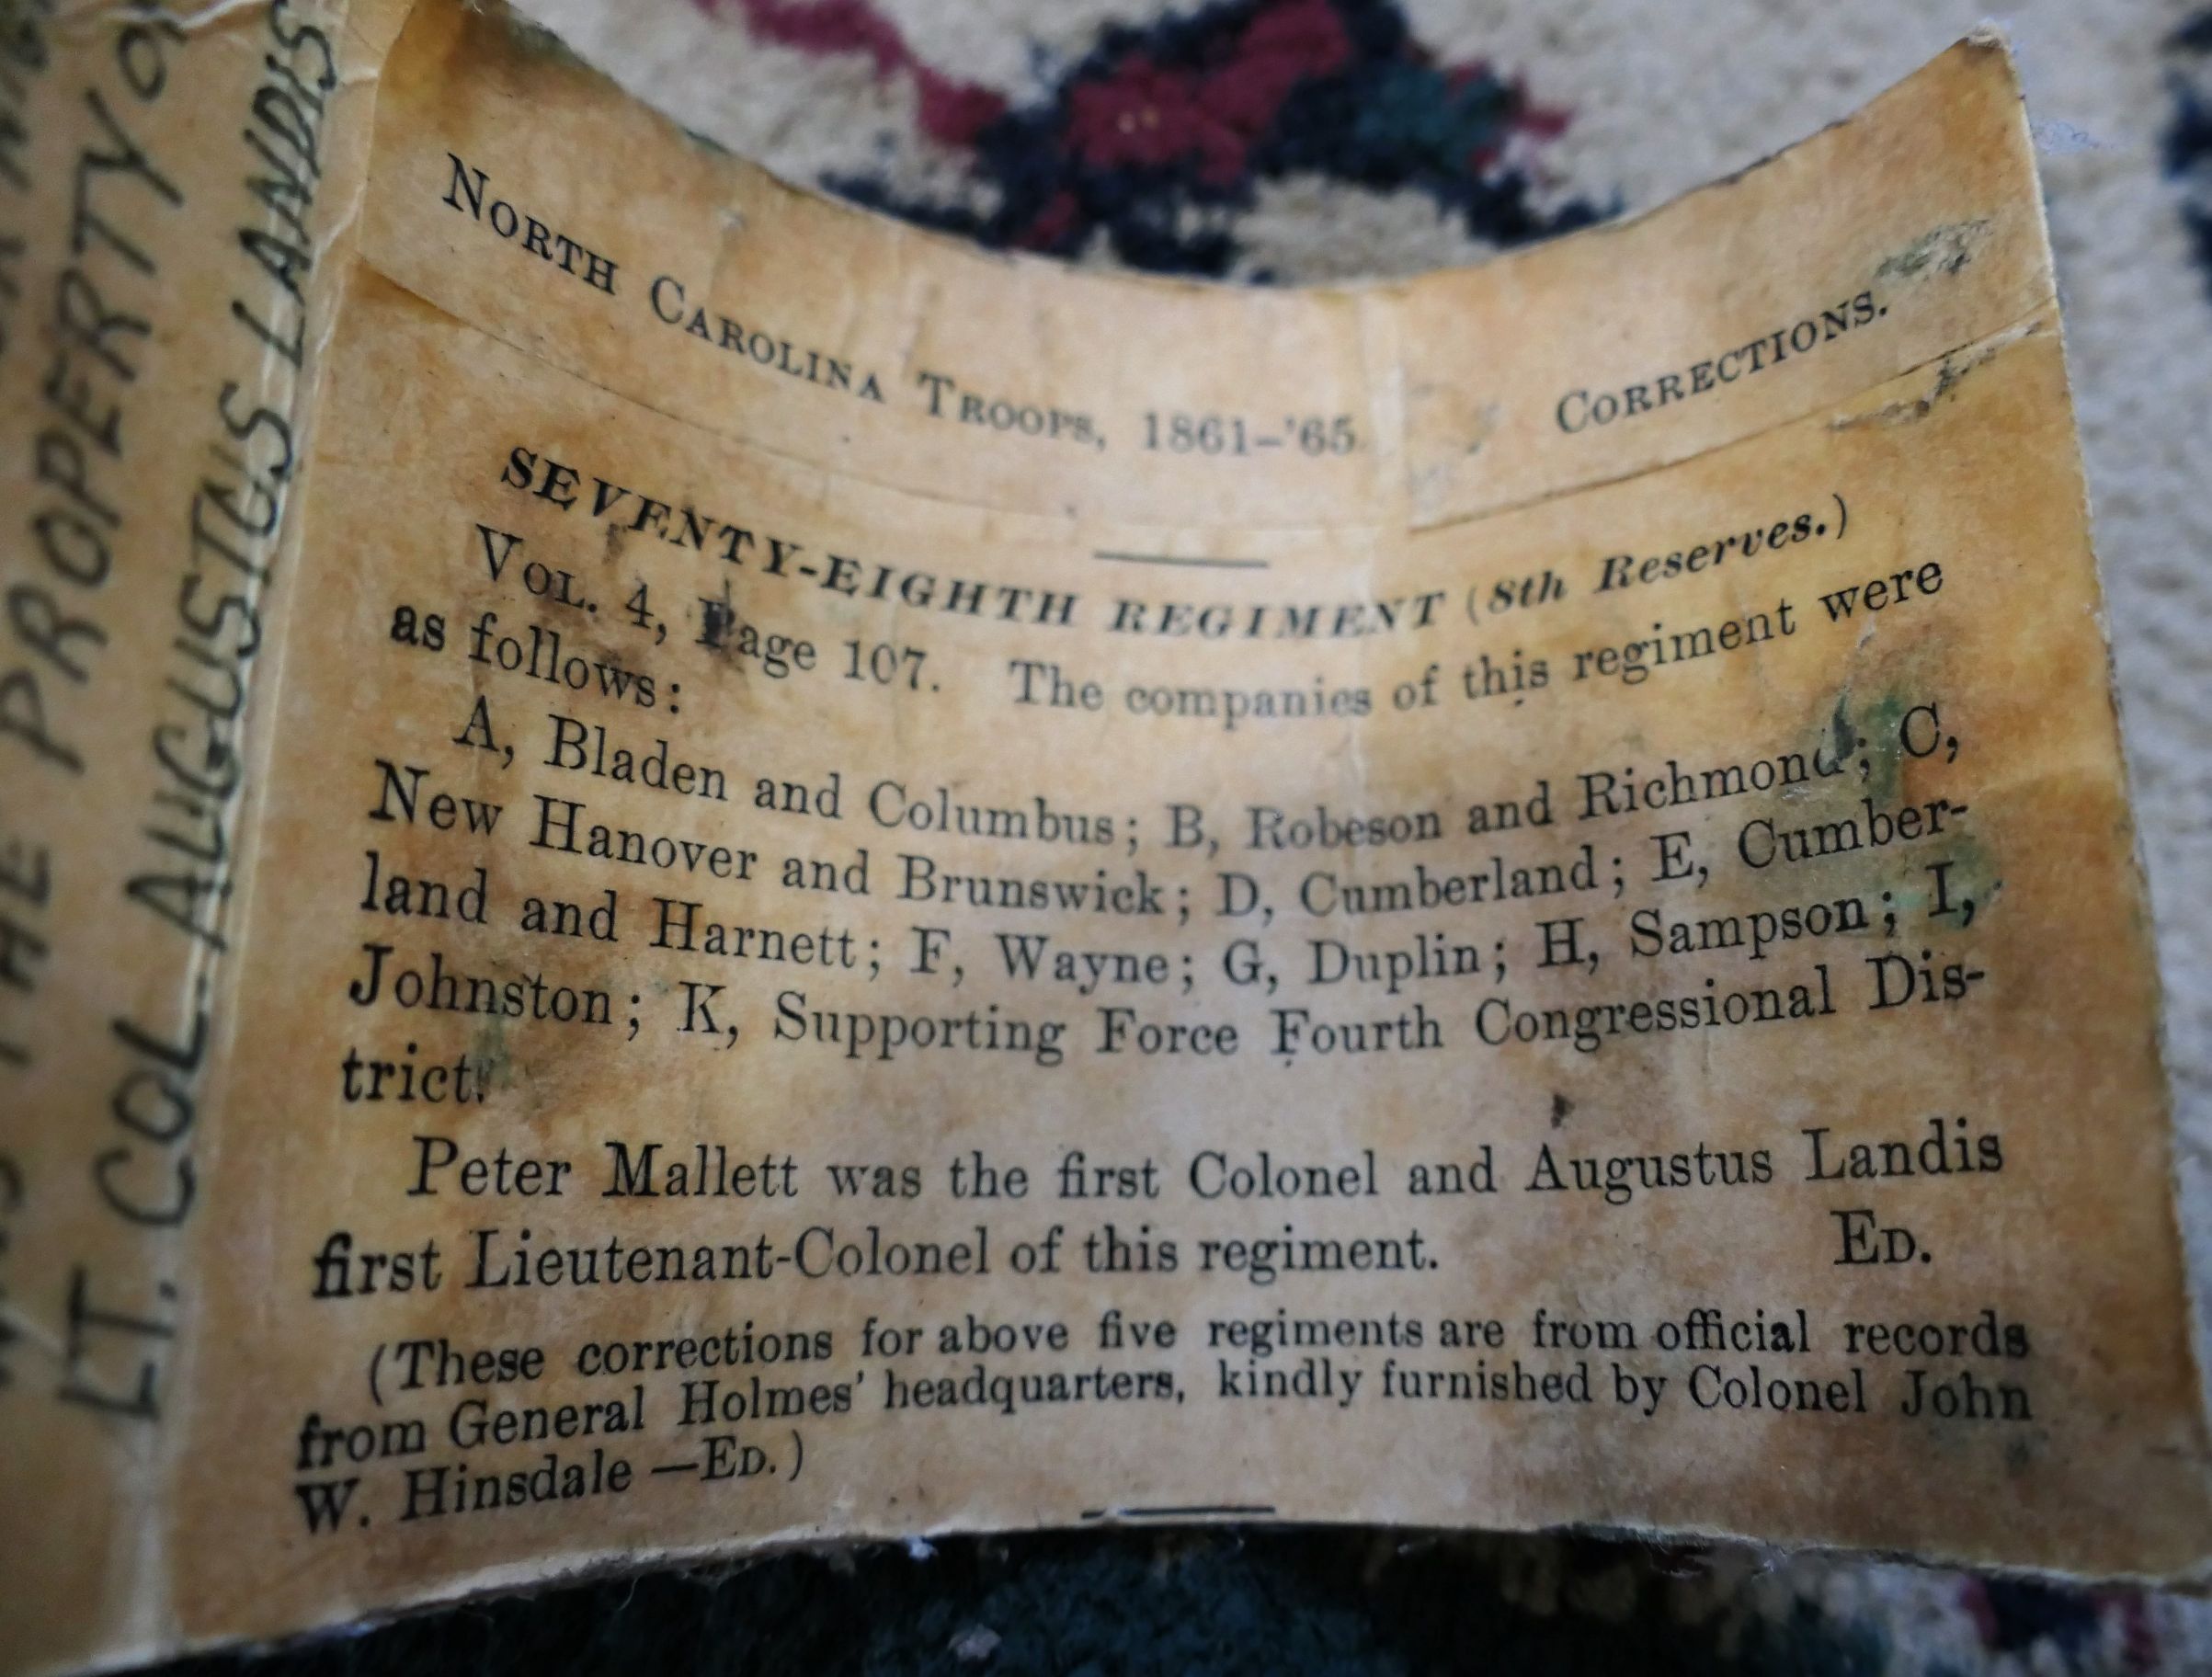 THE PROPERTY OF
LT. COL. AUGUSTUS LANDIS
NORTH CAROLINA TROOPS, 1861-'65.
CORRECTIONS.
SEVENTY-EIGHTH REGIMENT (8th Reserves.)
VOL. 4, Page 107. The companies of this regiment were
as follows:
A, Bladen and Columbus; B, Robeson and Richmond; C,
New Hanover and Brunswick; D, Cumberland; E, Cumber-
land and Harnett; F, Wayne; G, Duplin; H, Sampson; I,
Johnston; K, Supporting Force Fourth Congressional Dis-
trict.
Peter Mallett was the first Colonel and Augustus Landis
first Lieutenant-Colonel of this regiment. ED.
(These corrections for above five regiments are from official records
from General Holmes' headquarters, kindly furnished by Colonel John
W. Hinsdale —ED.)